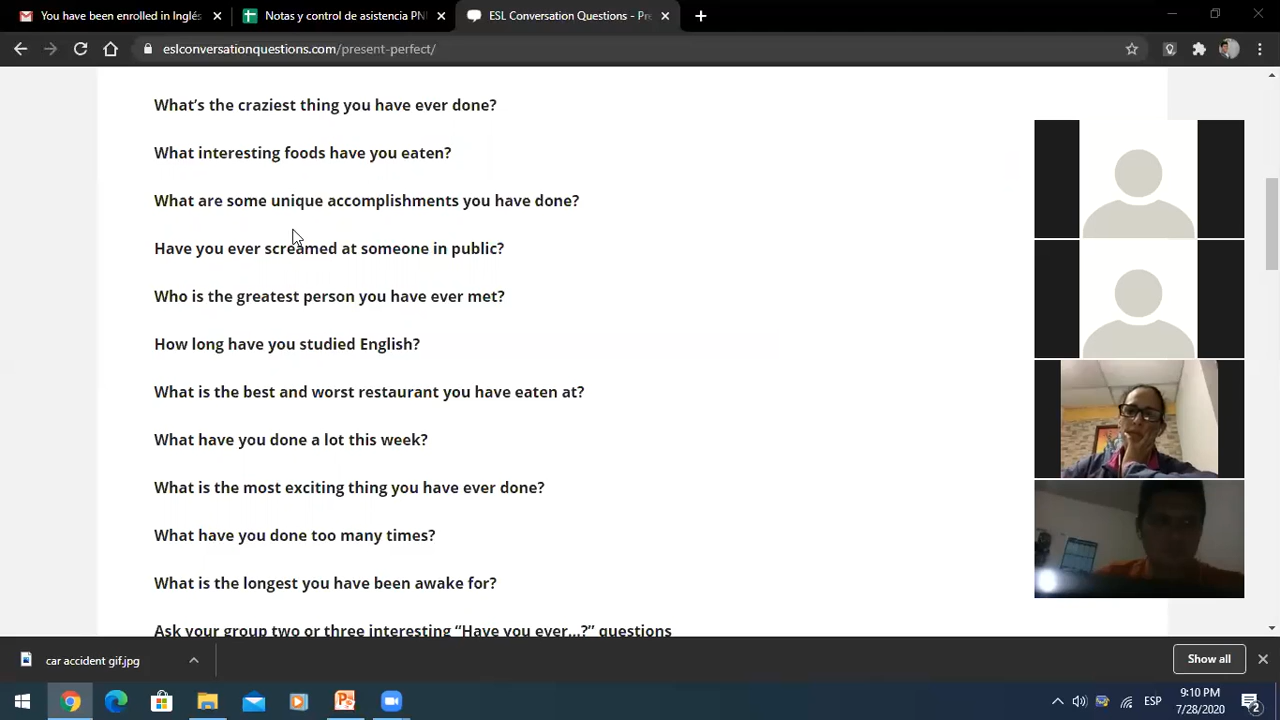 You have been enrolled in Inglés
Notas y control de asistencia PN
ESL Conversation Questions - Pre
eslconversationquestions.com/present-perfect/
What's the craziest thing you have ever done?
What interesting foods have you eaten?
What are some unique accomplishments you have done?
Have you ever screamed at someone in public?
Who is the greatest person you have ever met?
How long have you studied English?
What is the best and worst restaurant you have eaten at?
What have you done a lot this week?
What is the most exciting thing you have ever done?
What have you done too many times?
What is the longest you have been awake for?
Ask your group two or three interesting “Have you ever...?” questions
car accident gif.jpg
Show all
ESP
9:10 PM
7/28/2020
2